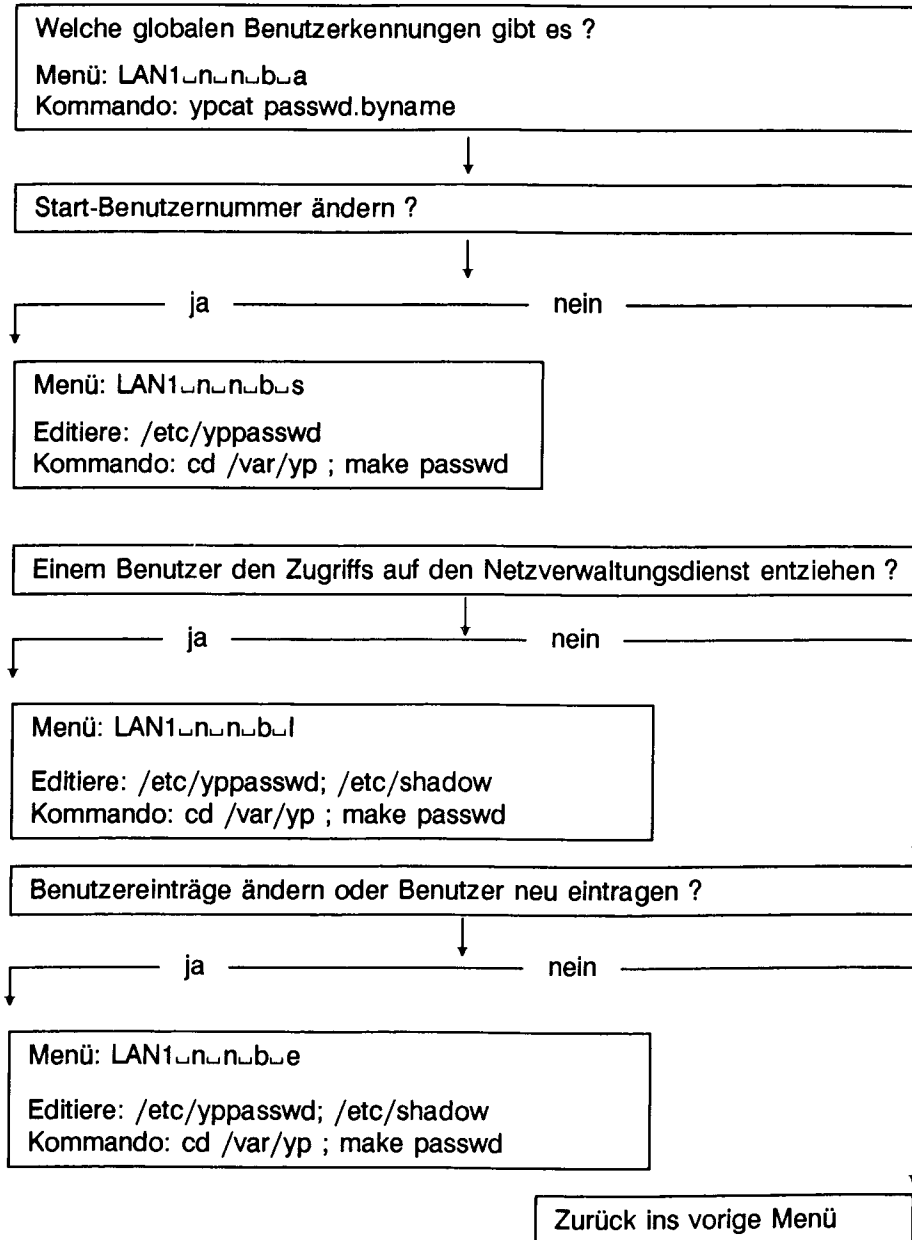 Welche globalen Benutzerkennungen gibt es ?
Menü: LAN1␣n␣n␣b␣a
Kommando: ypcat passwd.byname
Start-Benutzernummer ändern ?
ja nein
Menü: LAN1␣n␣n␣b␣s
Editiere: /etc/yppasswd
Kommando: cd /var/yp ; make passwd
Einem Benutzer den Zugriffs auf den Netzverwaltungsdienst entziehen ?
ja nein
Menü: LAN1␣n␣n␣b␣l
Editiere: /etc/yppasswd; /etc/shadow
Kommando: cd /var/yp ; make passwd
Benutzereinträge ändern oder Benutzer neu eintragen ?
ja nein
Menü: LAN1␣n␣n␣b␣e
Editiere: /etc/yppasswd; /etc/shadow
Kommando: cd /var/yp ; make passwd
Zurück ins vorige Menü